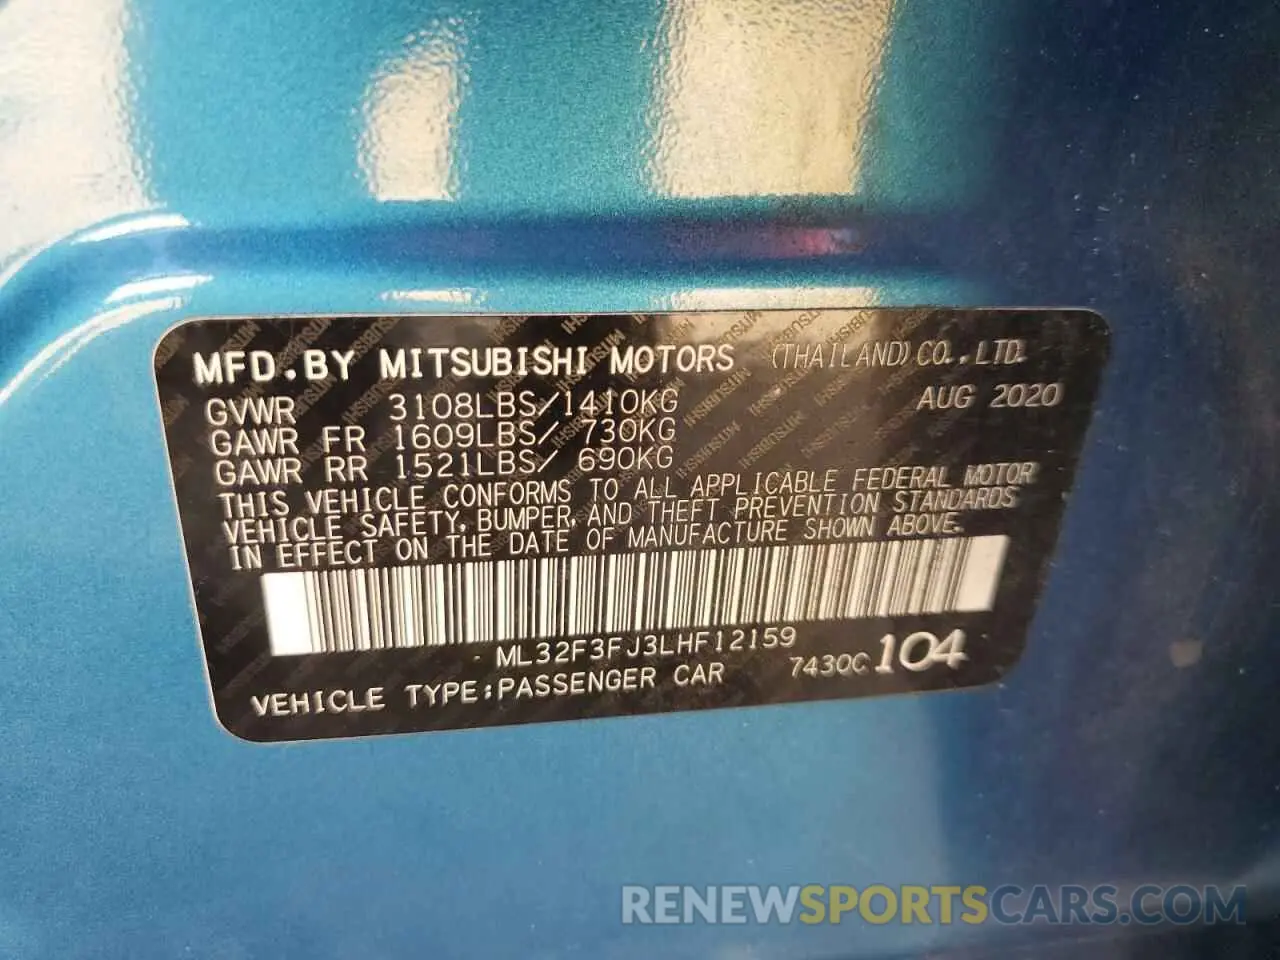 MFD.BY MITSUBISHI MOTORS (THAILAND)CO.,LTD.
GVWR 3108LBS/1410KG AUG 2020
GAWR FR 1609LBS/ 730KG
GAWR RR 1521LBS/ 690KG
THIS VEHICLE CONFORMS TO ALL APPLICABLE FEDERAL MOTOR
VEHICLE SAFETY, BUMPER, AND THEFT PREVENTION STANDARDS
IN EFFECT ON THE DATE OF MANUFACTURE SHOWN ABOVE.
ML32F3FJ3LHF12159
VEHICLE TYPE:PASSENGER CAR 7430C 104
RENEWSPORTSCARS.COM